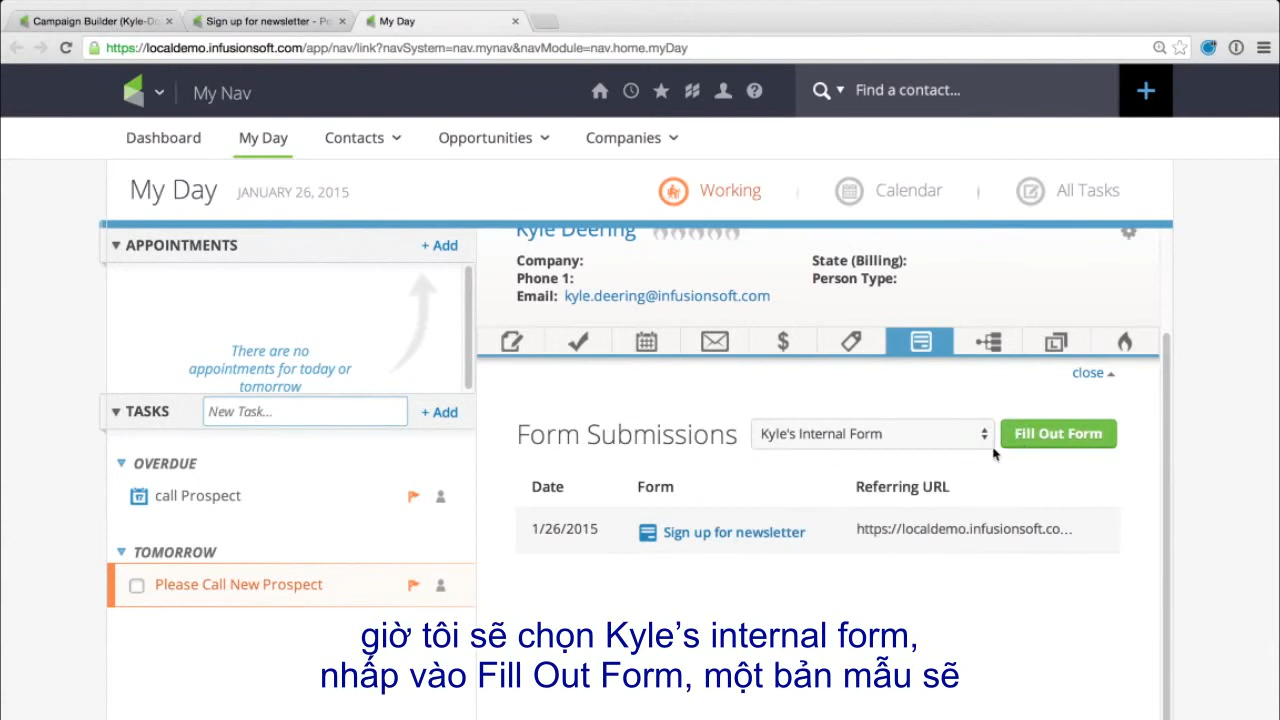 Campaign Builder (Kyle-De
Sign up for newsletter - Po
My Day
https://localdemo.infusionsoft.com/app/nav/link?navSystem=nav.mynav&navModule=nav.home.myDay
My Nav
Find a contact...
Dashboard
My Day
Contacts
Opportunities
Companies
My Day JANUARY 26, 2015
Working
Calendar
All Tasks
APPOINTMENTS
+ Add
There are no
appointments for today or
tomorrow
TASKS
New Task...
+ Add
OVERDUE
call Prospect
TOMORROW
Please Call New Prospect
Kyle Deering
Company:
Phone 1:
Email: kyle.deering@infusionsoft.com
State (Billing):
Person Type:
close
Form Submissions
Kyle's Internal Form
Fill Out Form
Date Form Referring URL
1/26/2015 Sign up for newsletter https://localdemo.infusionsoft.co...
giờ tôi sẽ chọn Kyle’s internal form,
nhấp vào Fill Out Form, một bản mẫu sẽ